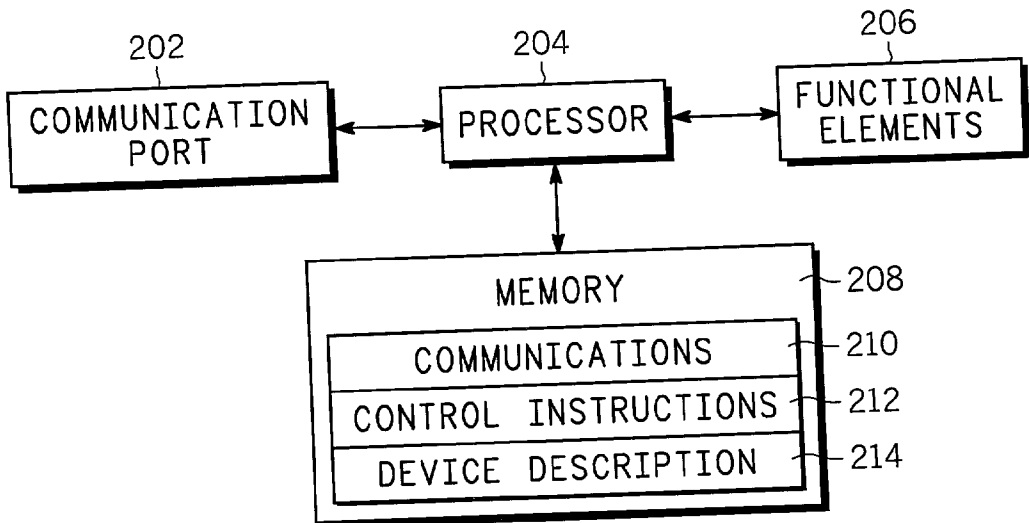 202
204
206
COMMUNICATION
PORT
PROCESSOR
FUNCTIONAL
ELEMENTS
MEMORY
208
COMMUNICATIONS
210
CONTROL INSTRUCTIONS
212
DEVICE DESCRIPTION
214